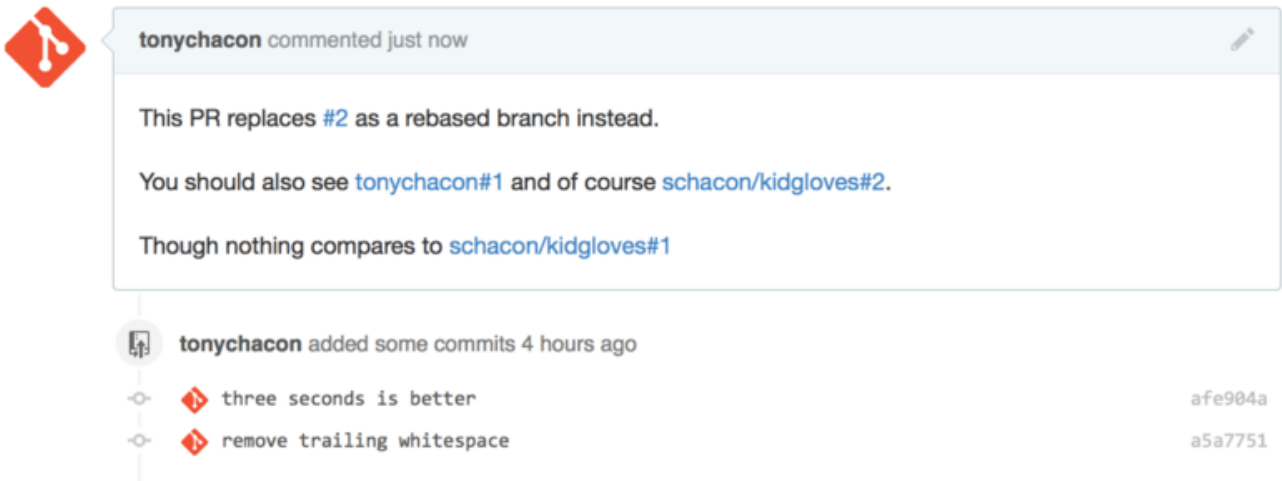 tonychacon commented just now
This PR replaces #2 as a rebased branch instead.
You should also see tonychacon#1 and of course schacon/kidgloves#2.
Though nothing compares to schacon/kidgloves#1
tonychacon added some commits 4 hours ago
three seconds is better afe904a
remove trailing whitespace a5a7751